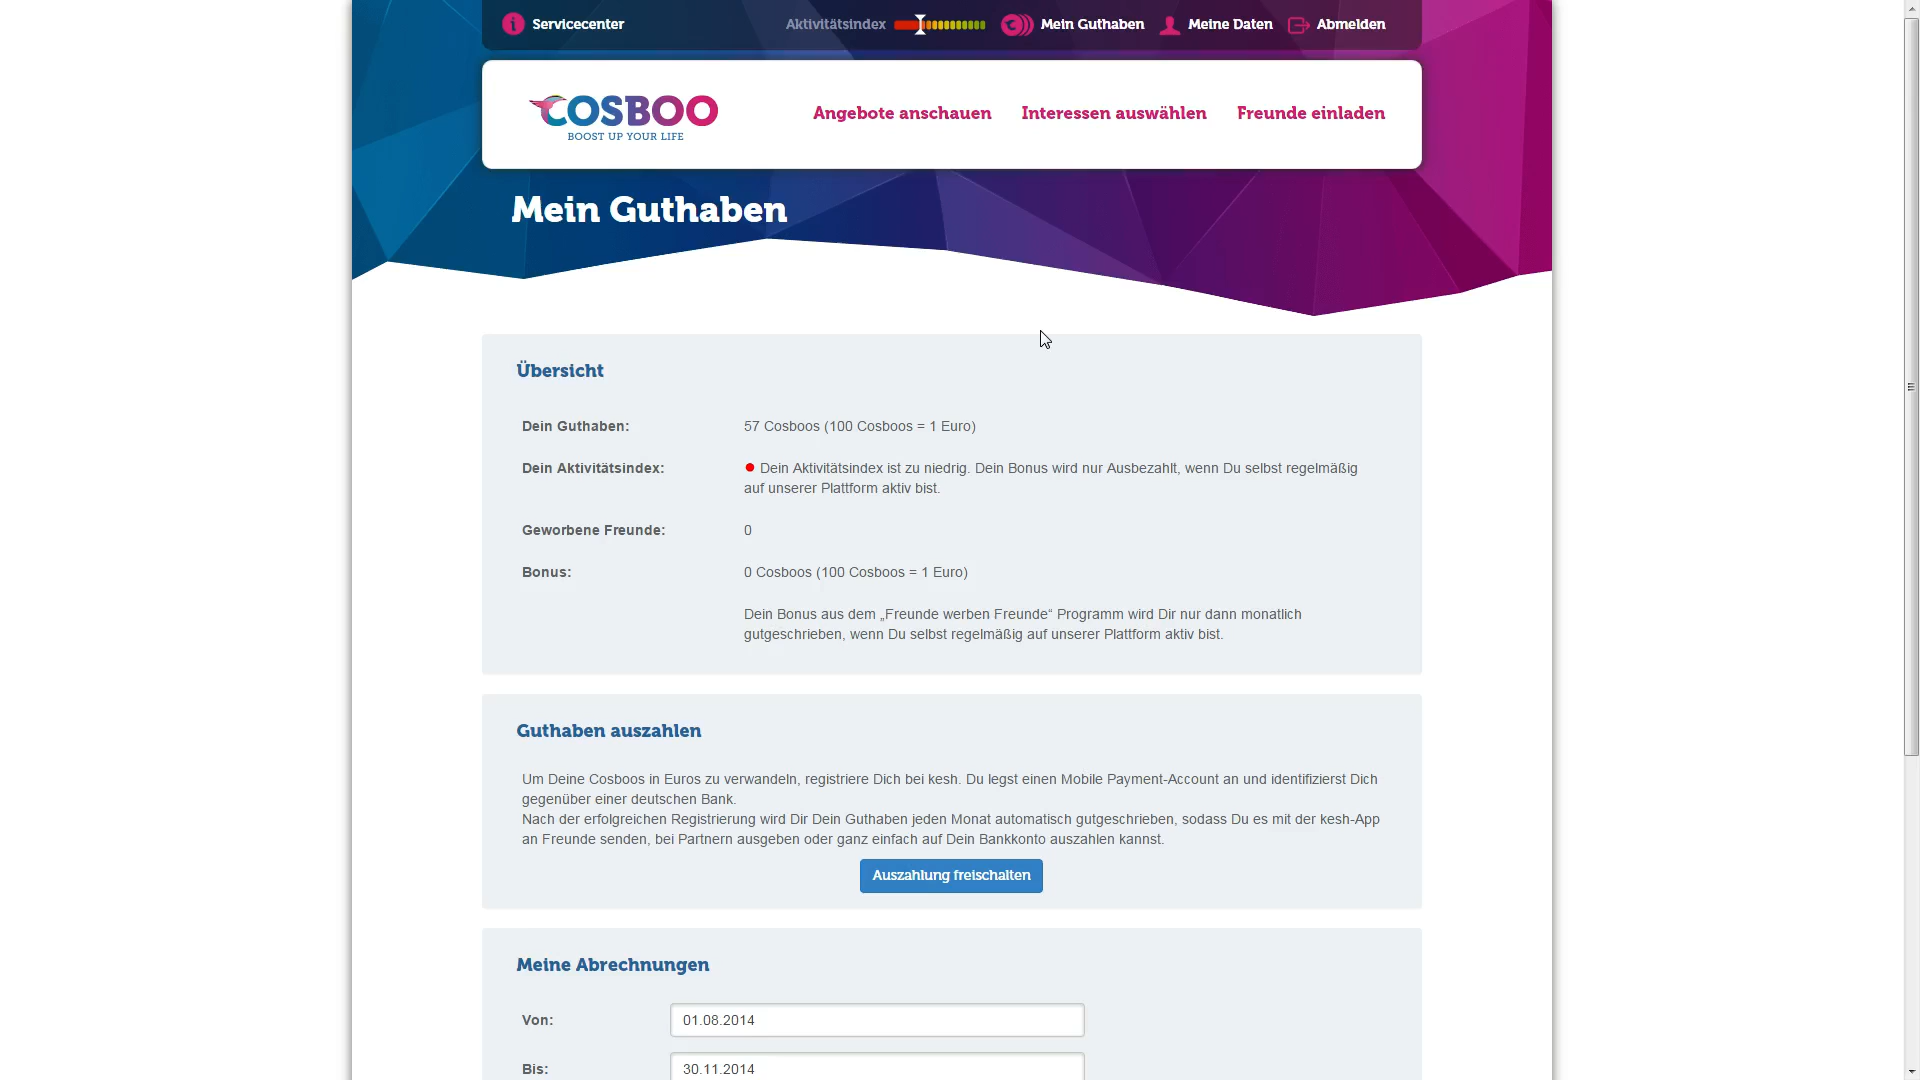 Servicecenter
Aktivitätsindex
Mein Guthaben
Meine Daten
Abmelden
COSBOO
BOOST UP YOUR LIFE
Angebote anschauen
Interessen auswählen
Freunde einladen
Mein Guthaben
Übersicht
Dein Guthaben:
57 Cosboos (100 Cosboos = 1 Euro)
Dein Aktivitätsindex:
Dein Aktivitätsindex ist zu niedrig. Dein Bonus wird nur Ausbezahlt, wenn Du selbst regelmäßig
auf unserer Plattform aktiv bist.
Geworbene Freunde:
0
Bonus:
0 Cosboos (100 Cosboos = 1 Euro)
Dein Bonus aus dem „Freunde werben Freunde“ Programm wird Dir nur dann monatlich
gutgeschrieben, wenn Du selbst regelmäßig auf unserer Plattform aktiv bist.
Guthaben auszahlen
Um Deine Cosboos in Euros zu verwandeln, registriere Dich bei kesh. Du legst einen Mobile Payment-Account an und identifizierst Dich
gegenüber einer deutschen Bank.
Nach der erfolgreichen Registrierung wird Dir Dein Guthaben jeden Monat automatisch gutgeschrieben, sodass Du es mit der kesh-App
an Freunde senden, bei Partnern ausgeben oder ganz einfach auf Dein Bankkonto auszahlen kannst.
Auszahlung freischalten
Meine Abrechnungen
Von:
01.08.2014
Bis:
30.11.2014